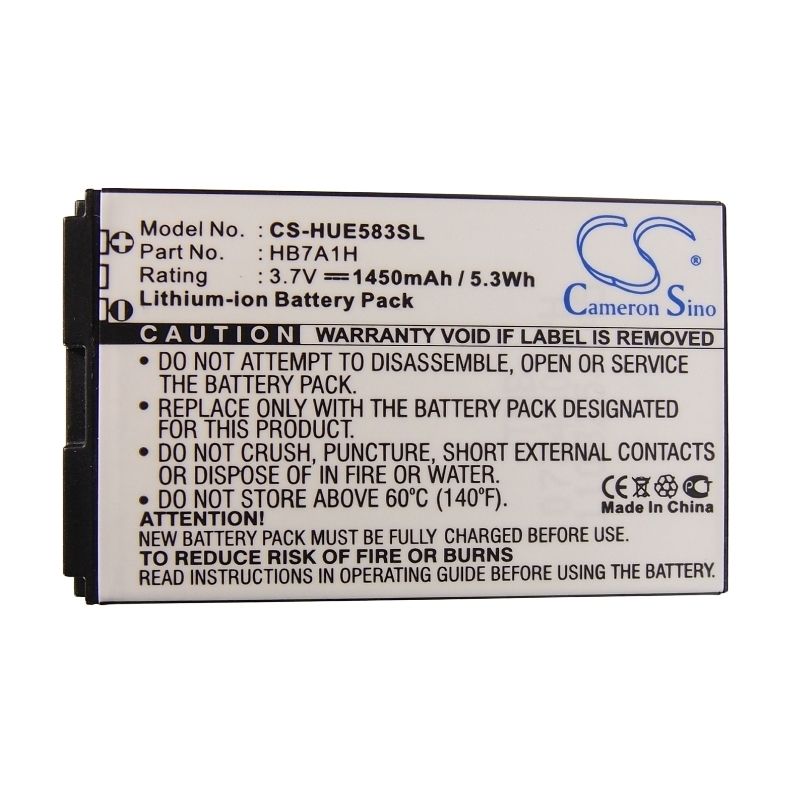 Model No. : CS-HUE583SL
Part No. : HB7A1H
Rating : 3.7V 1450mAh / 5.3Wh
Lithium-ion Battery Pack
CS
®
Cameron Sino
CAUTION WARRANTY VOID IF LABEL IS REMOVED
• DO NOT ATTEMPT TO DISASSEMBLE, OPEN OR SERVICE
THE BATTERY PACK.
• REPLACE ONLY WITH THE BATTERY PACK DESIGNATED
FOR THIS EQUIPMENT.
• DO NOT CRUSH, PUNCTURE, SHORT EXTERNAL CONTACTS
OR DISPOSE OF IN FIRE OR WATER.
• DO NOT STORE ABOVE 60°C (140°F).
CE
Made In China
ATTENTION!
NEW BATTERY PACK MUST BE FULLY CHARGED BEFORE USE.
TO REDUCE RISK OF FIRE OR BURNS
READ INSTRUCTIONS IN OPERATING GUIDE BEFORE USING THE BATTERY.